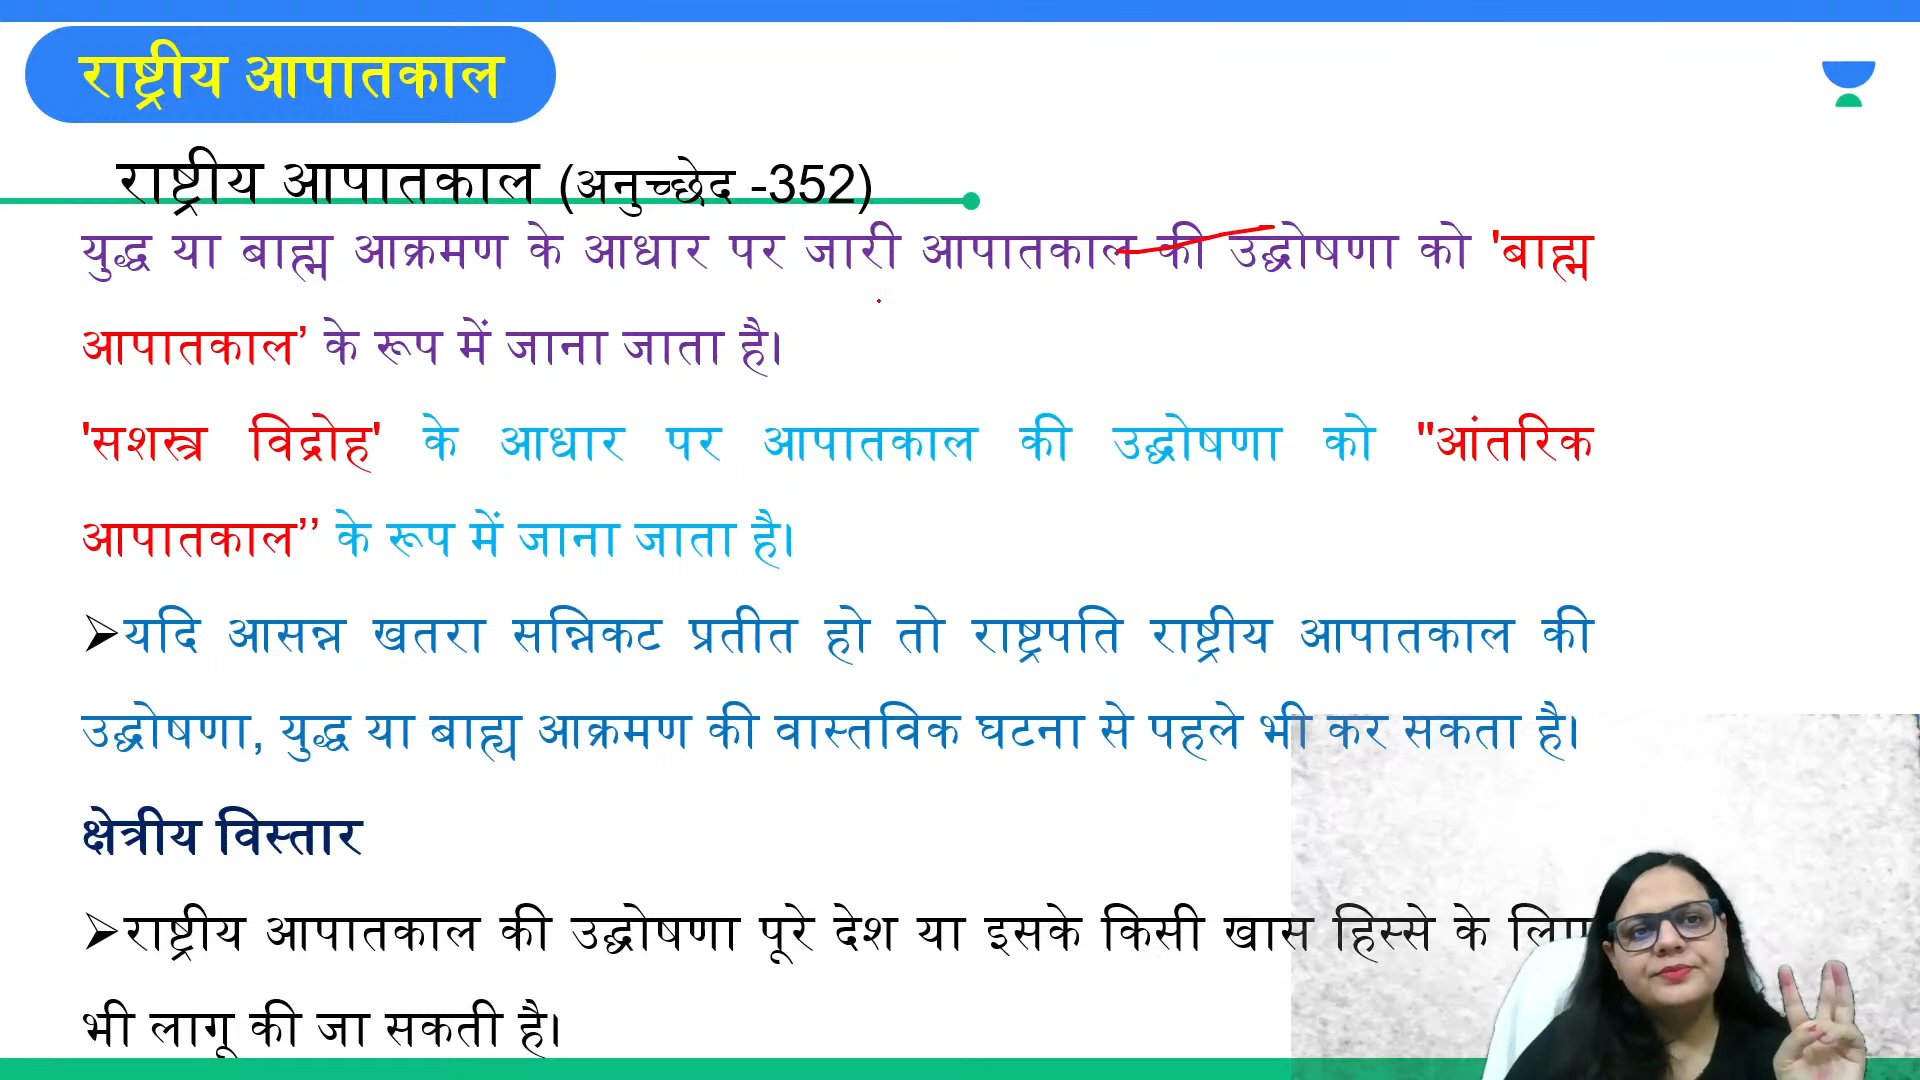 राष्ट्रीय आपातकाल
राष्ट्रीय आपातकाल (अनुच्छेद -352)
युद्ध या बाह्म आक्रमण के आधार पर जारी आपातकाल की उद्घोषणा को 'बाह्म
आपातकाल’ के रूप में जाना जाता है।
'सशस्त्र विद्रोह' के आधार पर आपातकाल की उद्घोषणा को "आंतरिक
आपातकाल’’ के रूप में जाना जाता है।
➢यदि आसन्न खतरा सन्निकट प्रतीत हो तो राष्ट्रपति राष्ट्रीय आपातकाल की
उद्घोषणा, युद्ध या बाह्य आक्रमण की वास्तविक घटना से पहले भी कर सकता है।
क्षेत्रीय विस्तार
➢राष्ट्रीय आपातकाल की उद्घोषणा पूरे देश या इसके किसी खास हिस्से के लिए
भी लागू की जा सकती है।